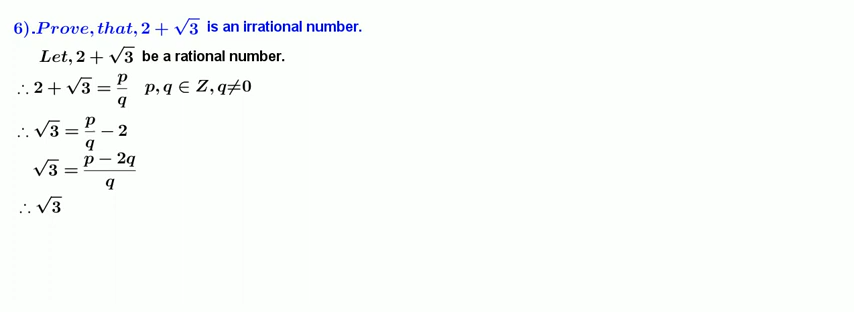 6).Prove, that, 2 + √3 is an irrational number.
Let, 2 + √3 be a rational number.
∴ 2 + √3 = p/q p, q ∈ Z, q≠0
∴ √3 = p/q − 2
√3 = (p − 2q)/q
∴ √3